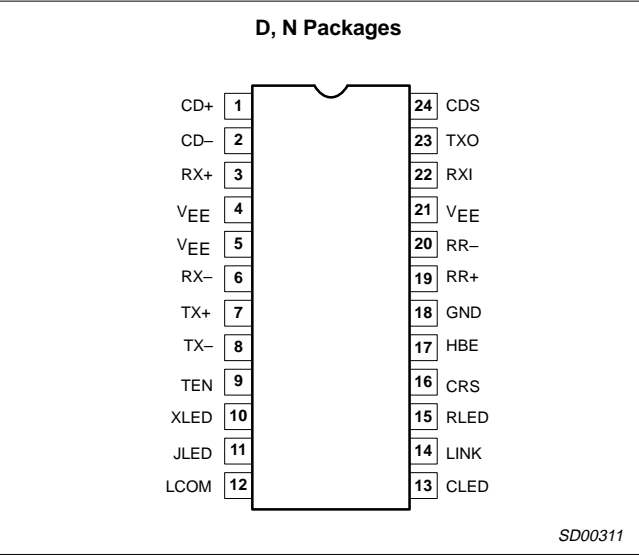 D, N Packages
CD+ 1 24 CDS
CD– 2 23 TXO
RX+ 3 22 RXI
VEE 4 21 VEE
VEE 5 20 RR–
RX– 6 19 RR+
TX+ 7 18 GND
TX– 8 17 HBE
TEN 9 16 CRS
XLED 10 15 RLED
JLED 11 14 LINK
LCOM 12 13 CLED
SD00311